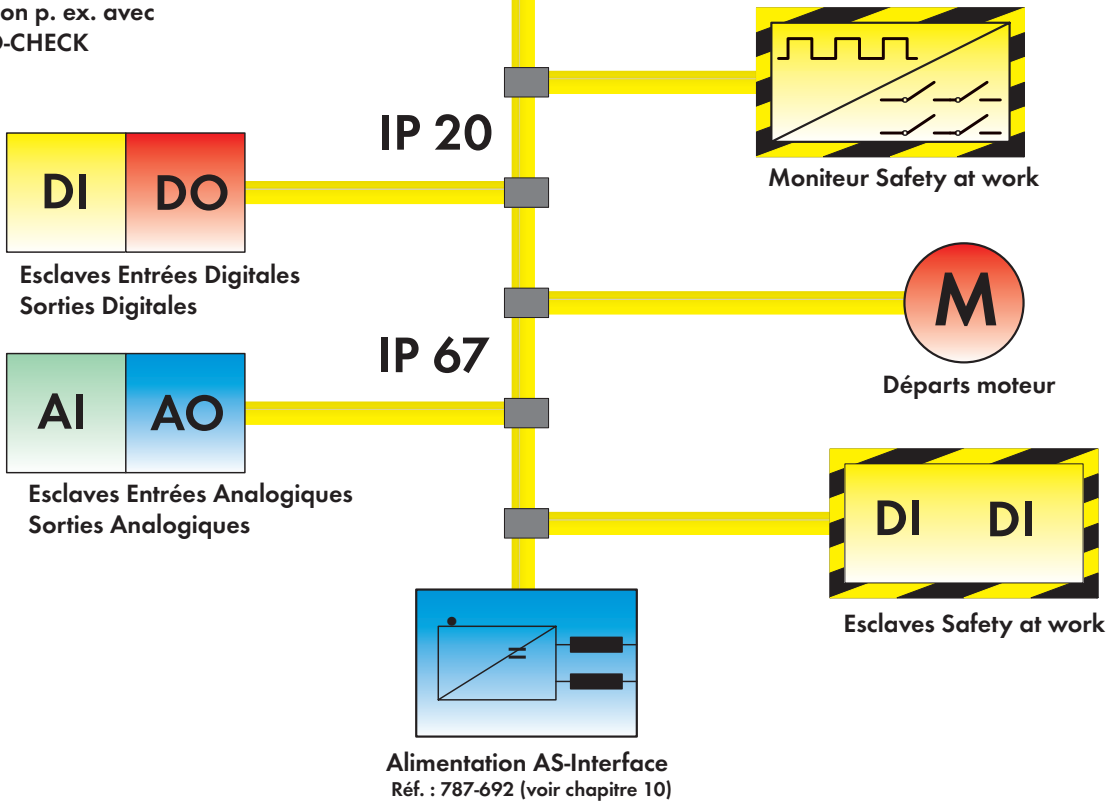 on p. ex. avec
-CHECK
IP 20
Moniteur Safety at work
DI DO
Esclaves Entrées Digitales
Sorties Digitales
M
IP 67
Départs moteur
AI AO
Esclaves Entrées Analogiques
Sorties Analogiques
DI DI
Esclaves Safety at work
Alimentation AS-Interface
Réf. : 787-692 (voir chapitre 10)